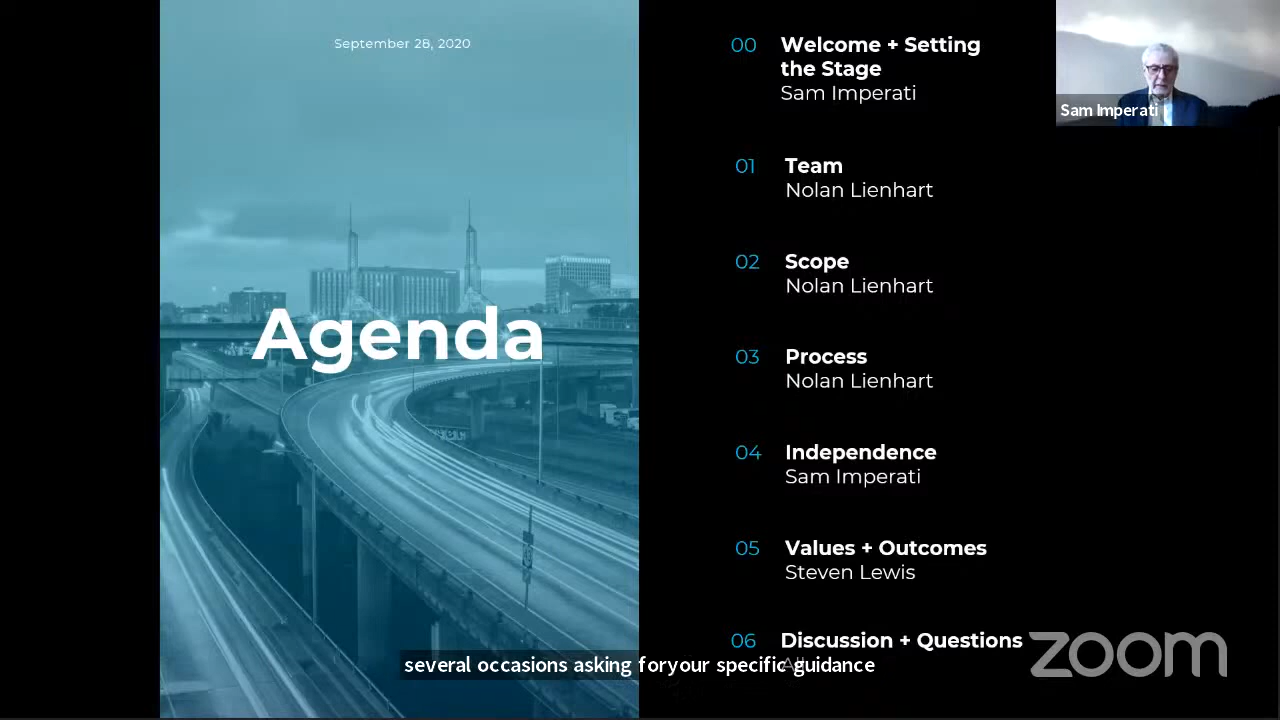 September 28, 2020
Agenda
00
Welcome + Setting
the Stage
Sam Imperati
01
Team
Nolan Lienhart
02
Scope
Nolan Lienhart
03
Process
Nolan Lienhart
04
Independence
Sam Imperati
05
Values + Outcomes
Steven Lewis
06
Discussion + Questions
All
Sam Imperati
several occasions asking foryour specific guidance
zoom